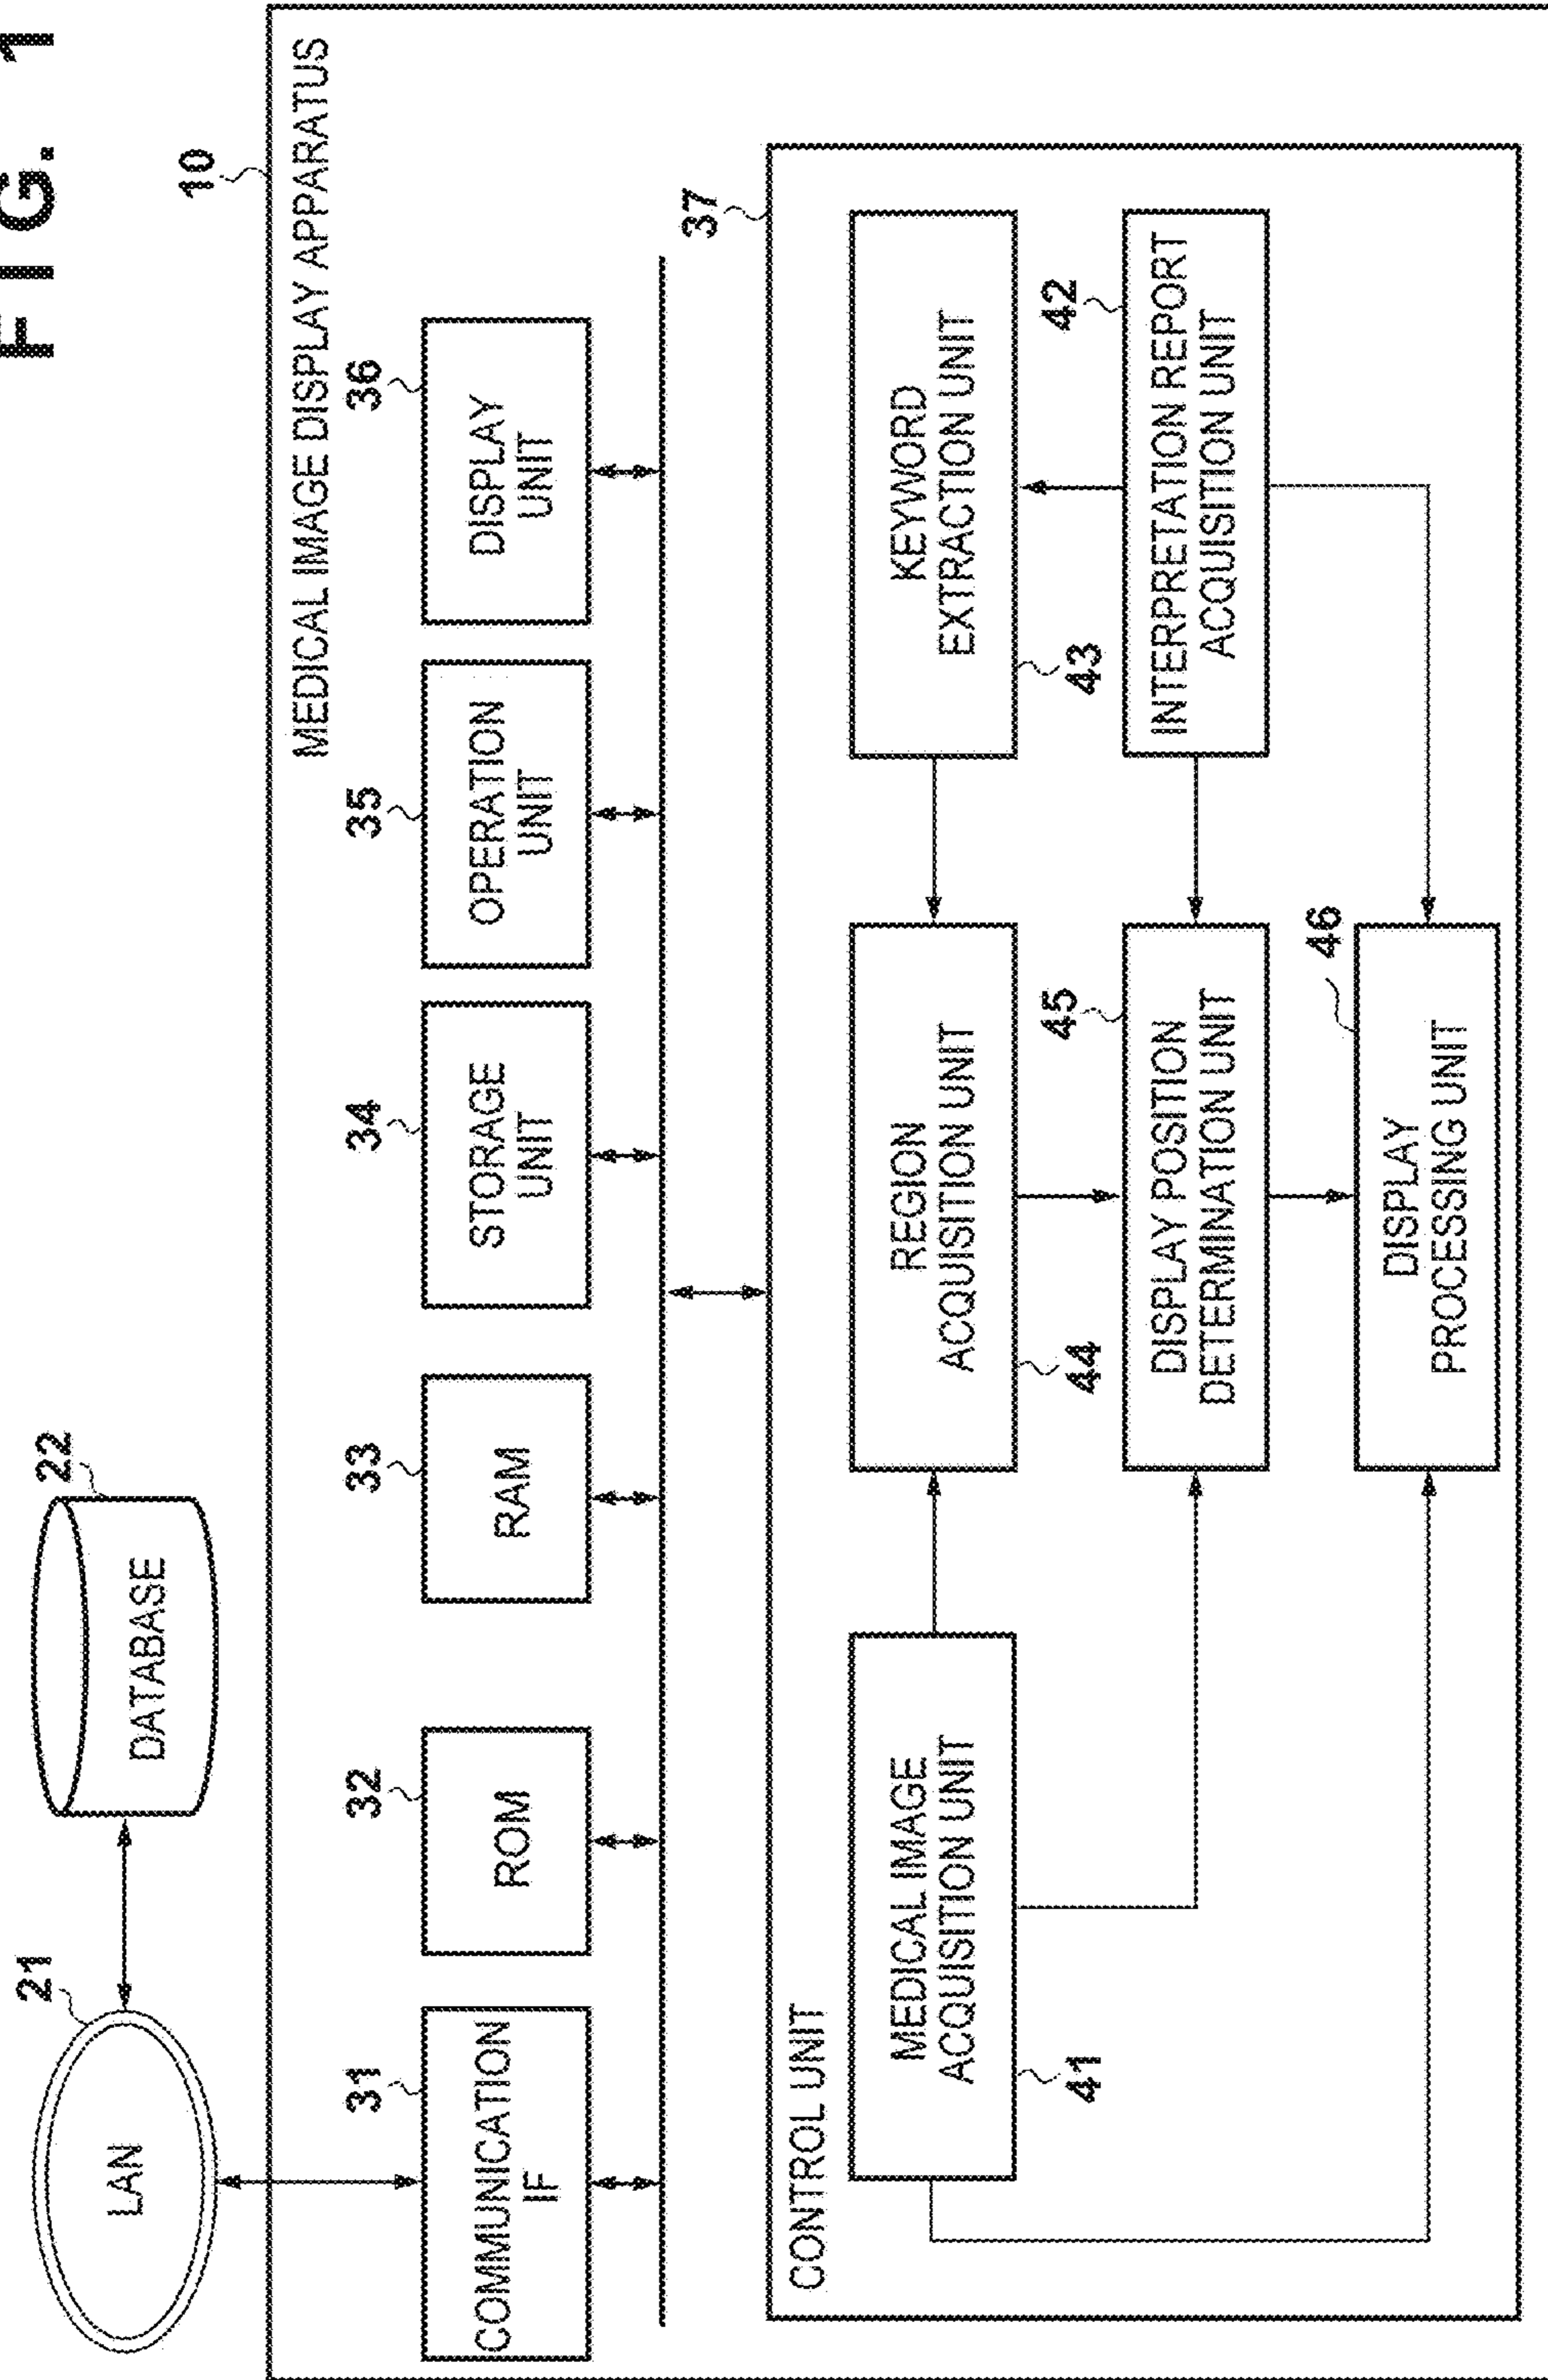 FIG. 1
21
22
LAN
DATABASE
10
MEDICAL IMAGE DISPLAY APPARATUS
31
32
33
34
35
36
COMMUNICATION
IF
ROM
RAM
STORAGE
UNIT
OPERATION
UNIT
DISPLAY
UNIT
37
CONTROL UNIT
MEDICAL IMAGE
ACQUISITION UNIT
41
REGION
ACQUISITION UNIT
44
KEYWORD
EXTRACTION UNIT
43
45
DISPLAY POSITION
DETERMINATION UNIT
42
INTERPRETATION REPORT
ACQUISITION UNIT
46
DISPLAY
PROCESSING UNIT